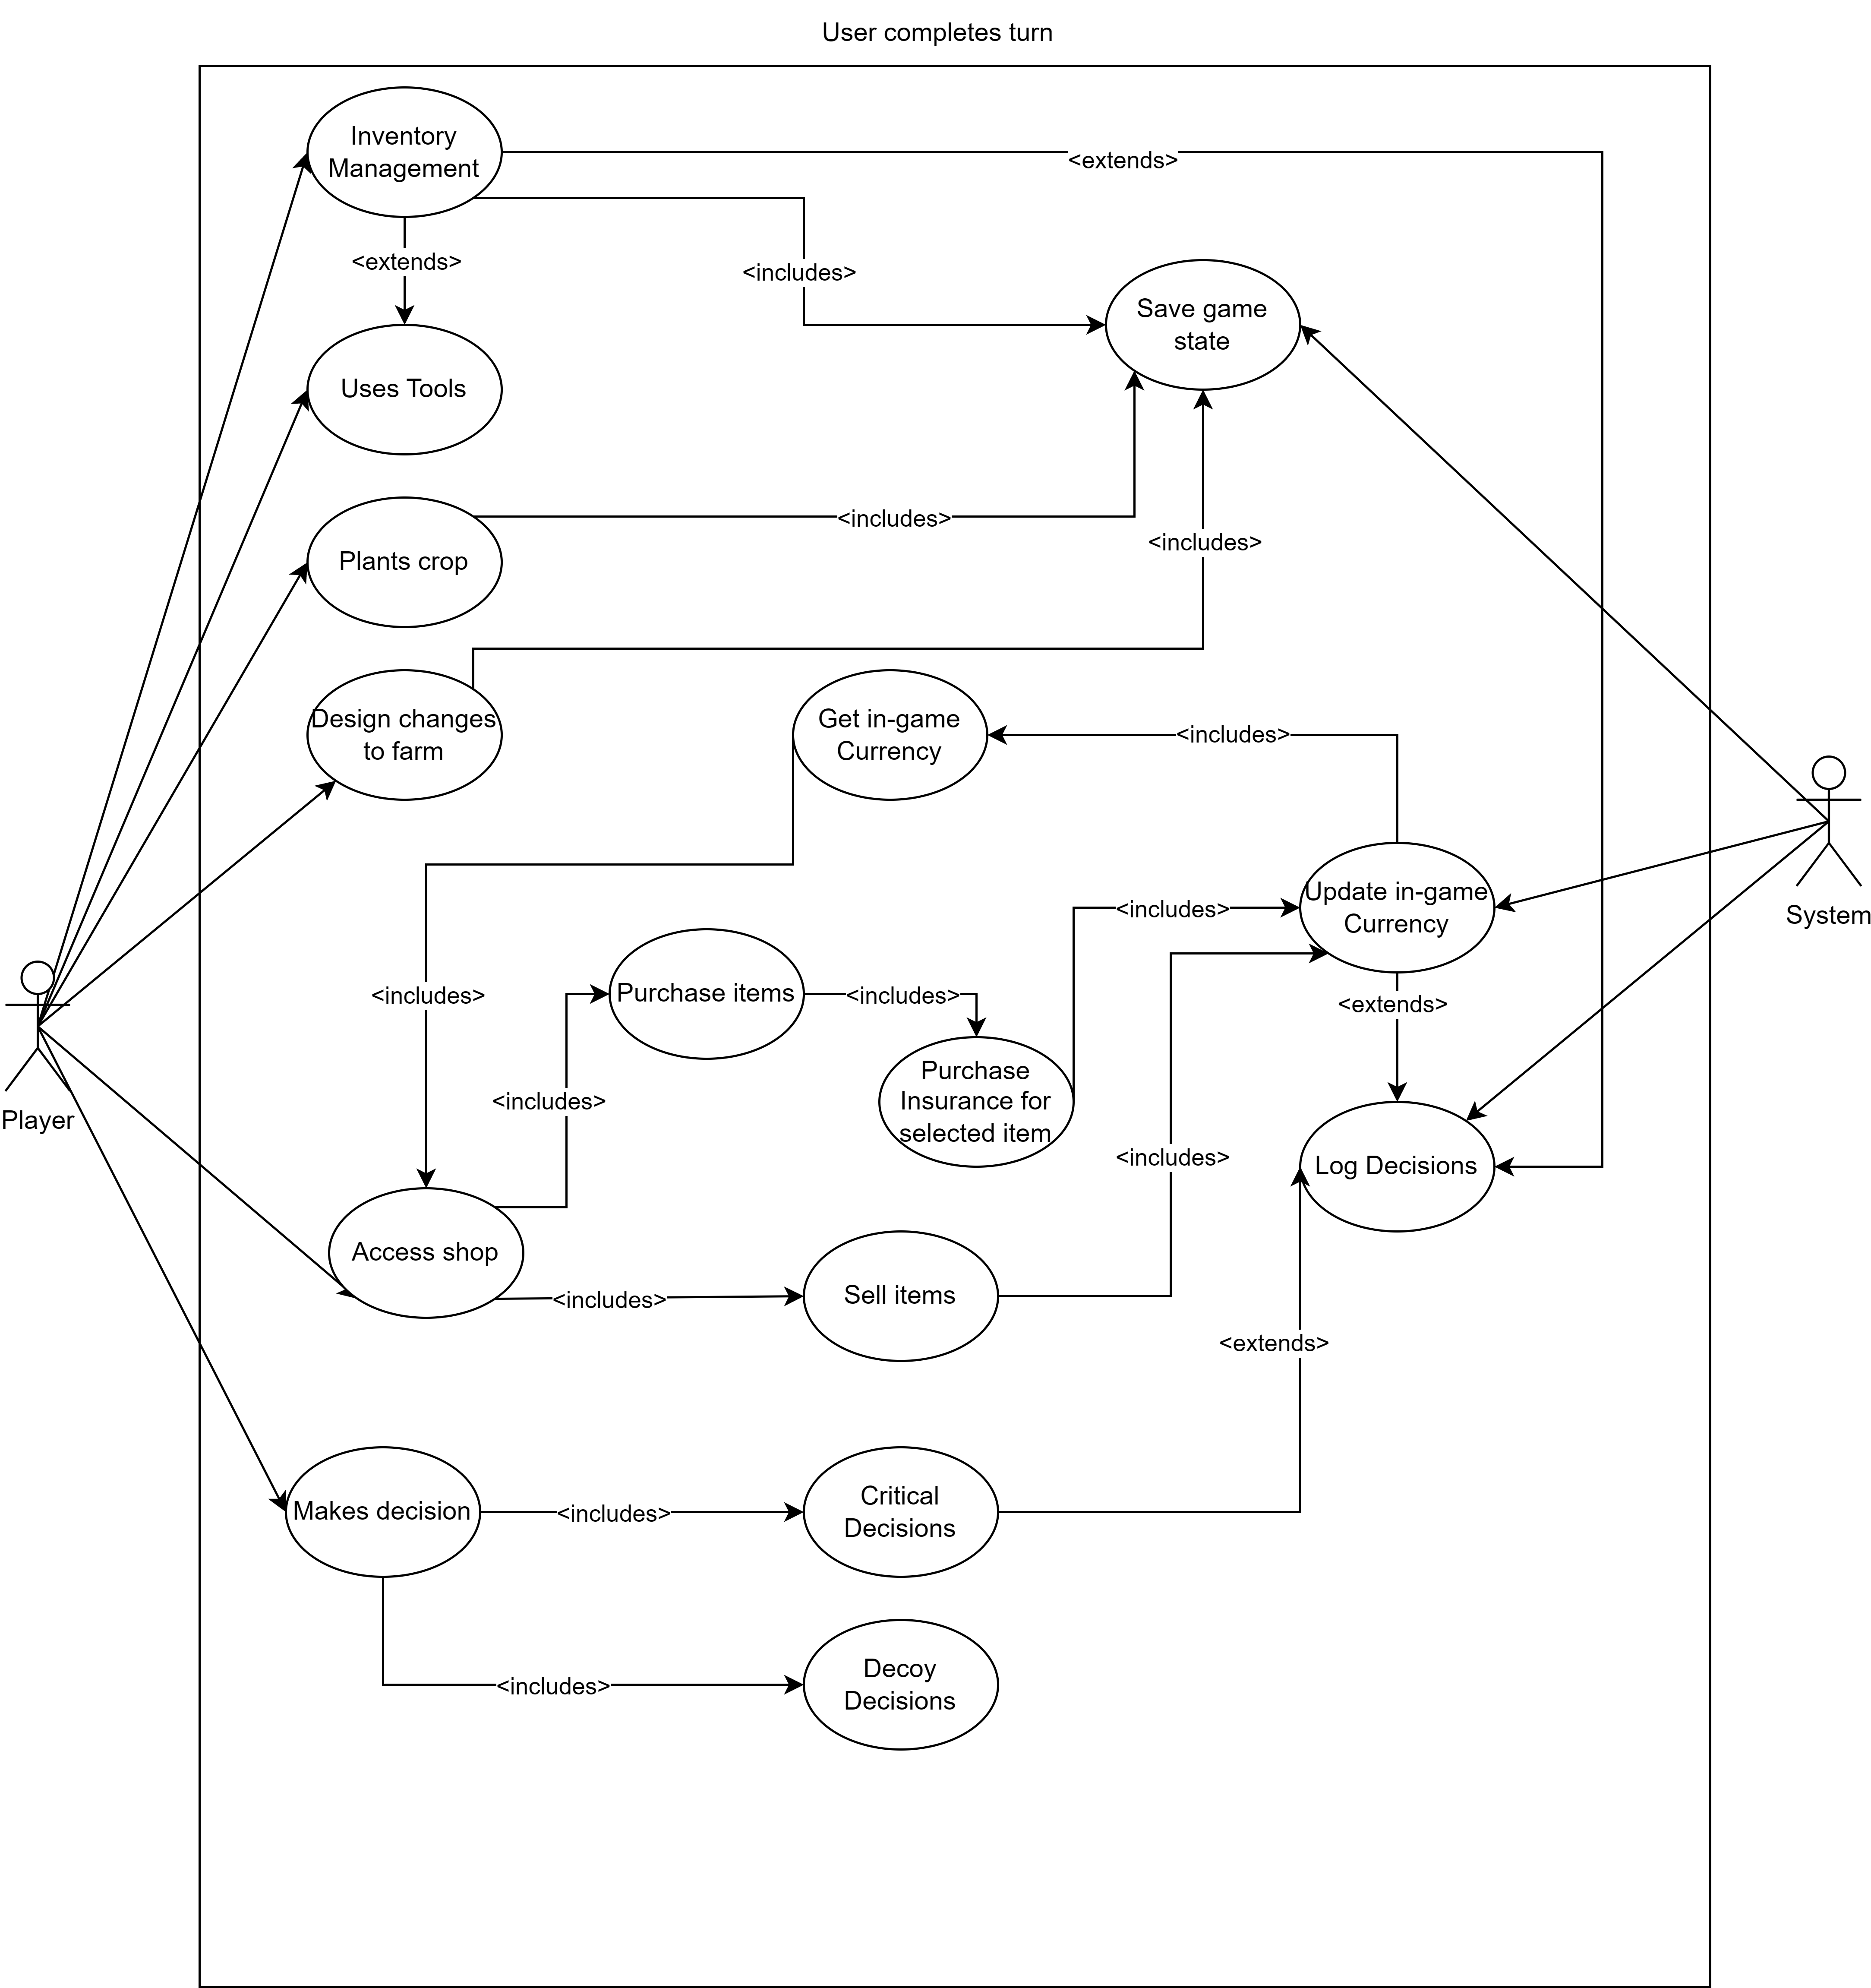 User completes turn
Inventory
Management
<extends>
<extends>
<includes>
Save game
state
Uses Tools
<includes>
<includes>
Plants crop
Design changes
to farm
Get in-game
Currency
<includes>
Update in-game
Currency
<includes>
System
Purchase items
<includes>
<includes>
<extends>
Purchase
Insurance for
selected item
<includes>
Player
<includes>
Log Decisions
Access shop
<includes>
Sell items
<extends>
Makes decision
<includes>
Critical
Decisions
<includes>
Decoy
Decisions